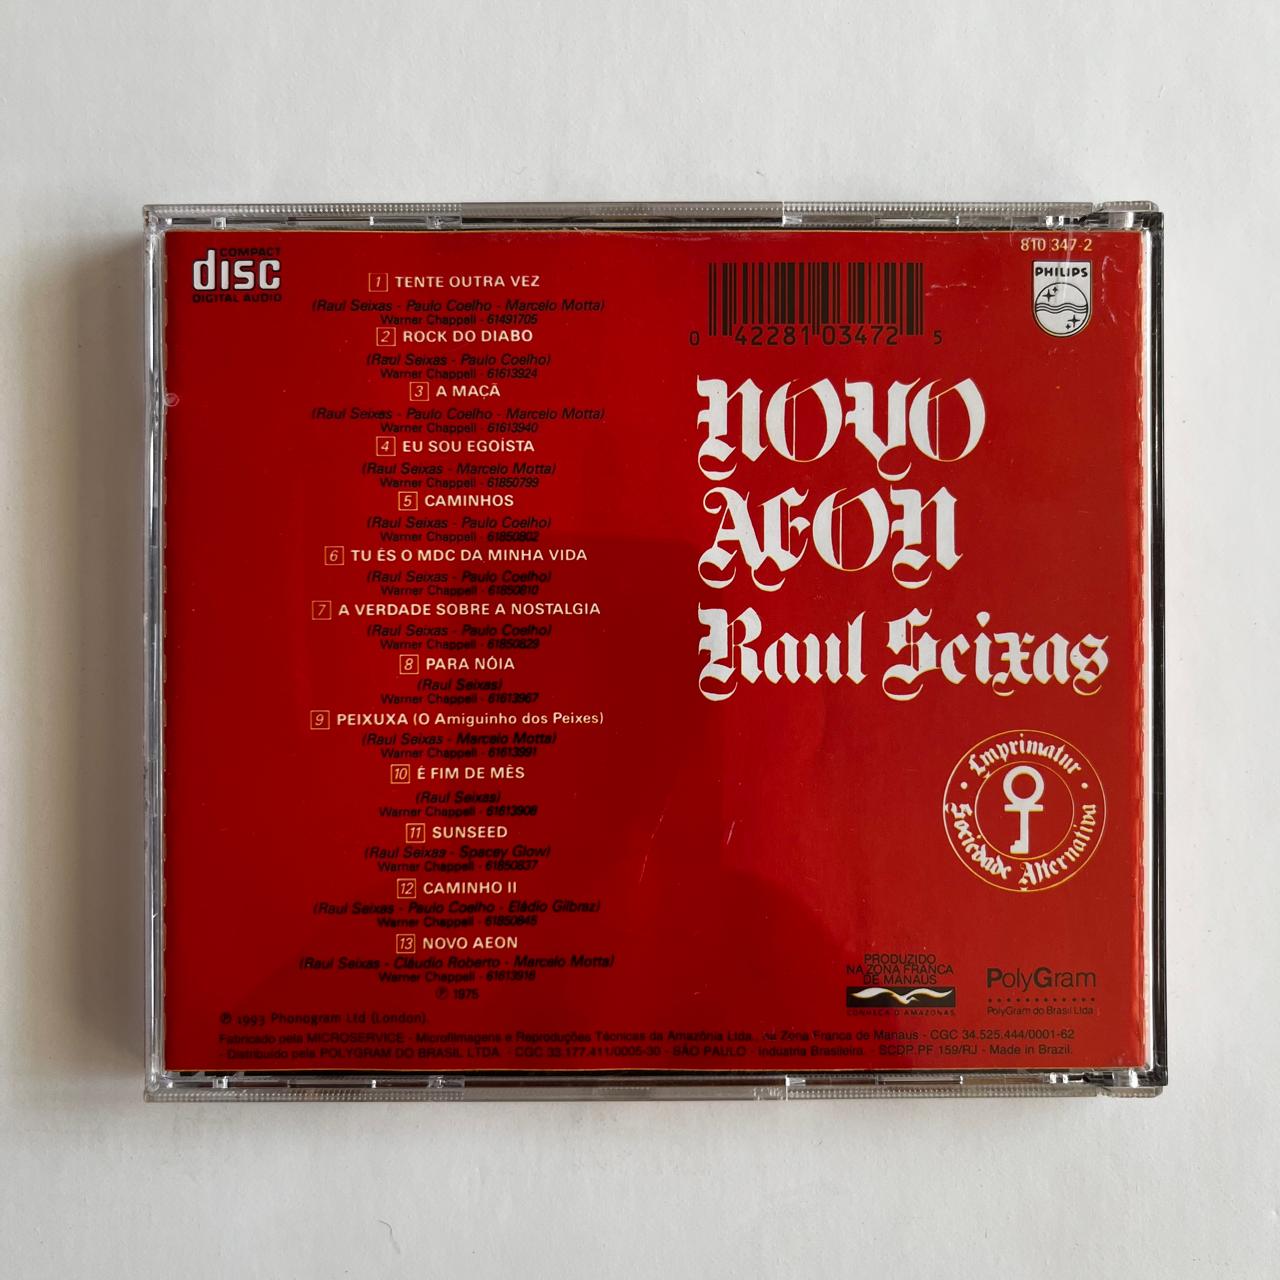 COMPACT
disc
DIGITAL AUDIO
1 TENTE OUTRA VEZ
(Raul Seixas - Paulo Coelho - Marcelo Motta)
Warner Chappell - 61491705
2 ROCK DO DIABO
(Raul Seixas - Paulo Coelho)
Warner Chappell - 61613924
3 A MAÇÃ
(Raul Seixas - Paulo Coelho - Marcelo Motta)
Warner Chappell - 61613940
4 EU SOU EGOÍSTA
(Raul Seixas - Marcelo Motta)
Warner Chappell - 61850799
5 CAMINHOS
(Raul Seixas - Paulo Coelho)
Warner Chappell - 61850802
6 TU ÉS O MDC DA MINHA VIDA
(Raul Seixas - Paulo Coelho)
Warner Chappell - 61850810
7 A VERDADE SOBRE A NOSTALGIA
(Raul Seixas - Paulo Coelho)
Warner Chappell - 61850829
8 PARA NÓIA
(Raul Seixas)
Warner Chappell - 61613967
9 PEIXUXA (O Amiguinho dos Peixes)
(Raul Seixas - Marcelo Motta)
Warner Chappell - 61613991
10 É FIM DE MÊS
(Raul Seixas)
Warner Chappell - 61613908
11 SUNSEED
(Raul Seixas - Spacey Glow)
Warner Chappell - 61850837
12 CAMINHO II
(Raul Seixas - Paulo Coelho - Eládio Gilbraz)
Warner Chappell - 61850845
13 NOVO AEON
(Raul Seixas - Cláudio Roberto - Marcelo Motta)
Warner Chappell - 61613916
℗ 1975
810 347-2
PHILIPS
0 42281 03472 5
NOVO
AEON
Raul Seixas
Imprimatur
Sociedade Alternativa
PRODUZIDO
NA ZONA FRANCA
DE MANAUS
CONHEÇA O AMAZONAS
PolyGram
PolyGram do Brasil Ltda
℗ 1993 Phonogram Ltd (London).
Fabricado pela MICROSERVICE - Microfilmagens e Reproduções Técnicas da Amazônia Ltda., na Zona Franca de Manaus - CGC 34.525.444/0001-62
- Distribuído pela POLYGRAM DO BRASIL LTDA - CGC 33.177.411/0005-30 - SÃO PAULO - Indústria Brasileira. SCDP.PF 159/RJ - Made in Brazil.